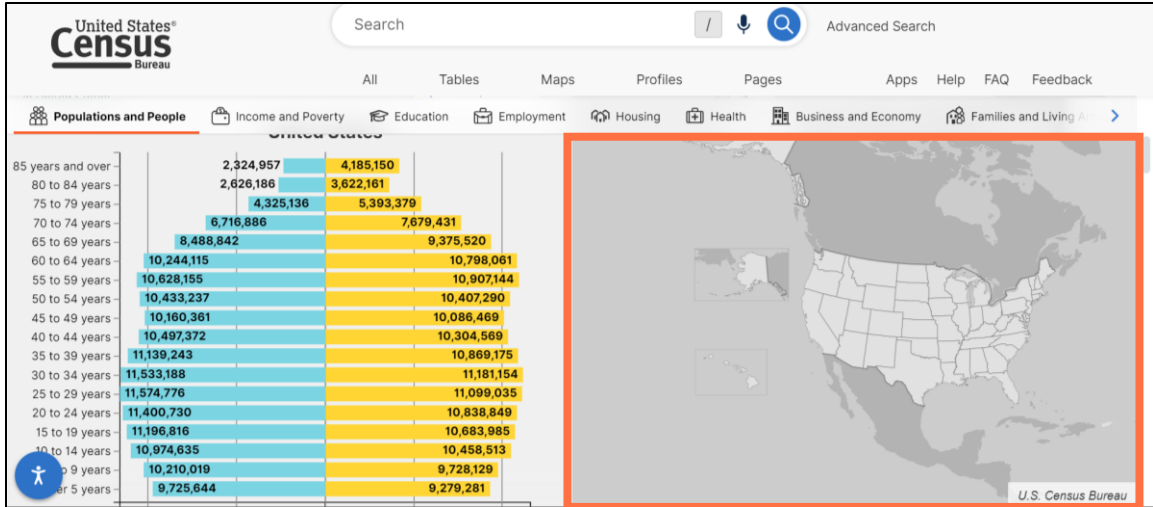 United States®
Census
Bureau
Search
/
Advanced Search
All Tables Maps Profiles Pages Apps Help FAQ Feedback
Populations and People Income and Poverty Education Employment Housing Health Business and Economy Families and Living
United States
85 years and over 2,324,957 4,185,150
80 to 84 years 2,626,186 3,622,161
75 to 79 years 4,325,136 5,393,379
70 to 74 years 6,716,886 7,679,431
65 to 69 years 8,488,842 9,375,520
60 to 64 years 10,244,115 10,798,061
55 to 59 years 10,628,155 10,907,144
50 to 54 years 10,433,237 10,407,290
45 to 49 years 10,160,361 10,086,469
40 to 44 years 10,497,372 10,304,569
35 to 39 years 11,139,243 10,869,175
30 to 34 years 11,533,188 11,181,154
25 to 29 years 11,574,776 11,099,035
20 to 24 years 11,400,730 10,838,849
15 to 19 years 11,196,816 10,683,985
10 to 14 years 10,974,635 10,458,513
9 years 10,210,019 9,728,129
5 years 9,725,644 9,279,281
U.S. Census Bureau